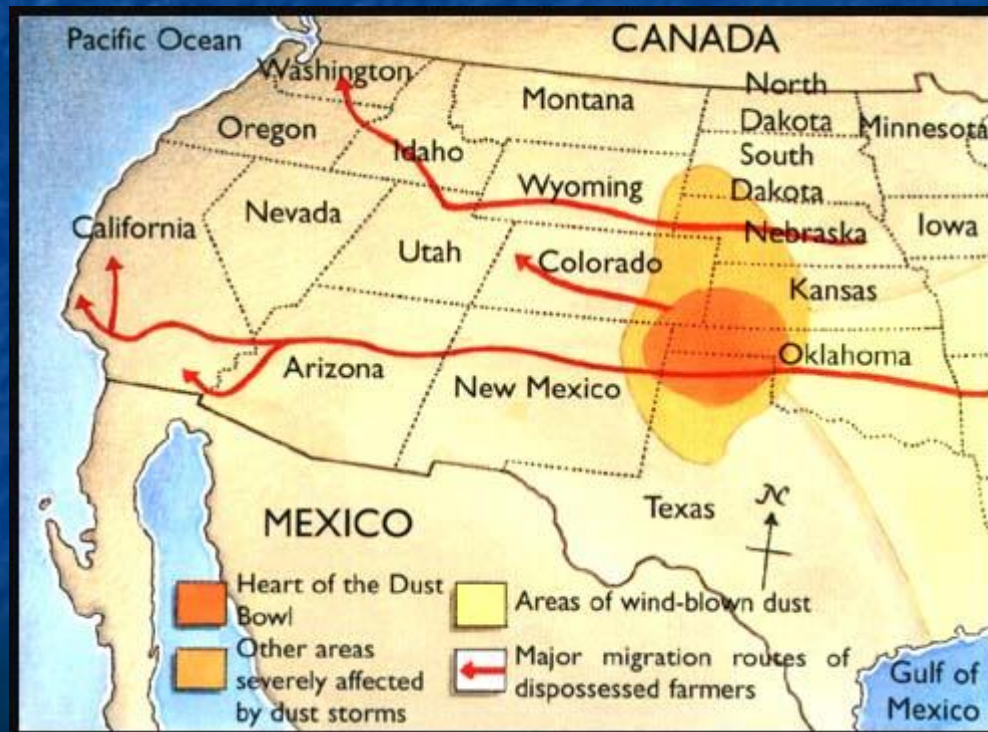 Pacific Ocean
CANADA
Washington
Montana
North
Dakota
Minnesota
Oregon
Idaho
South
Dakota
Wyoming
California
Nevada
Nebraska
Iowa
Utah
Colorado
Kansas
Arizona
New Mexico
Oklahoma
Texas
N
MEXICO
Heart of the Dust
Bowl
Other areas
severely affected
by dust storms
Areas of wind-blown dust
Major migration routes of
dispossessed farmers
Gulf of
Mexico